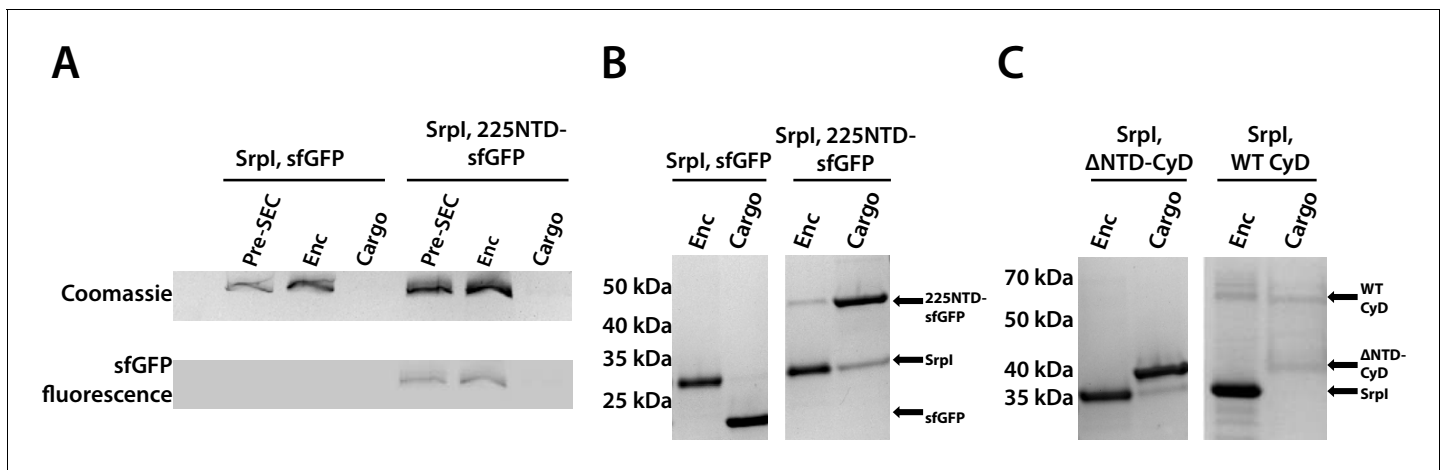 A
SrpI, sfGFP
SrpI, 225NTD-
sfGFP
Pre-SEC
Enc
Cargo
Pre-SEC
Enc
Cargo
Coomassie
sfGFP
fluorescence
B
SrpI, sfGFP
SrpI, 225NTD-
sfGFP
Enc
Cargo
Enc
Cargo
50 kDa
40 kDa
35 kDa
25 kDa
225NTD-
sfGFP
SrpI
sfGFP
C
SrpI,
ΔNTD-CyD
SrpI,
WT CyD
Enc
Cargo
Enc
Cargo
70 kDa
50 kDa
40 kDa
35 kDa
WT
CyD
ΔNTD-
CyD
SrpI